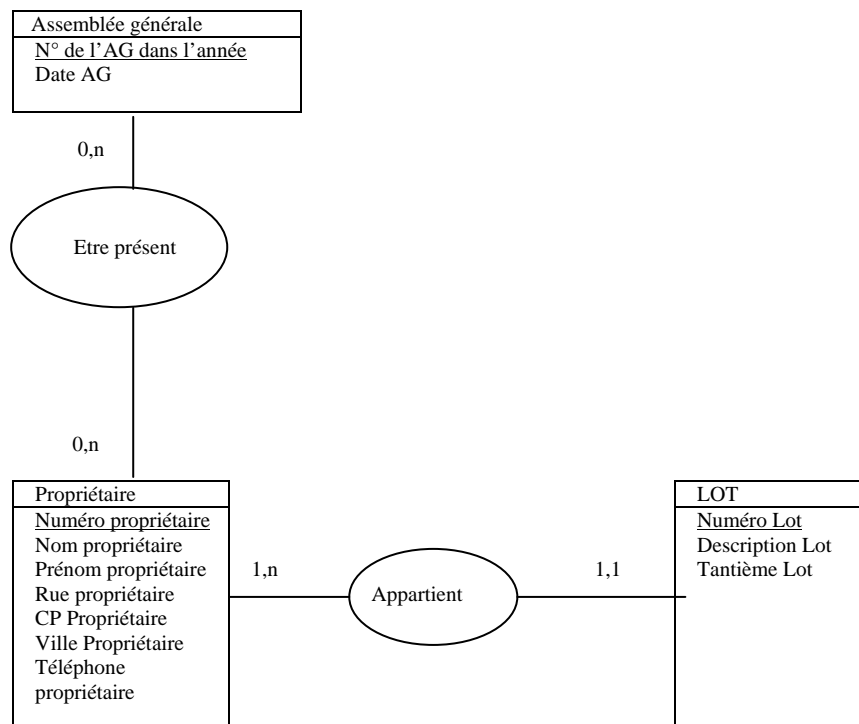 Assemblée générale
N° de l’AG dans l’année
Date AG
0,n
Etre présent
0,n
Propriétaire
Numéro propriétaire
Nom propriétaire
Prénom propriétaire
Rue propriétaire
CP Propriétaire
Ville Propriétaire
Téléphone
propriétaire
1,n
Appartient
1,1
LOT
Numéro Lot
Description Lot
Tantième Lot